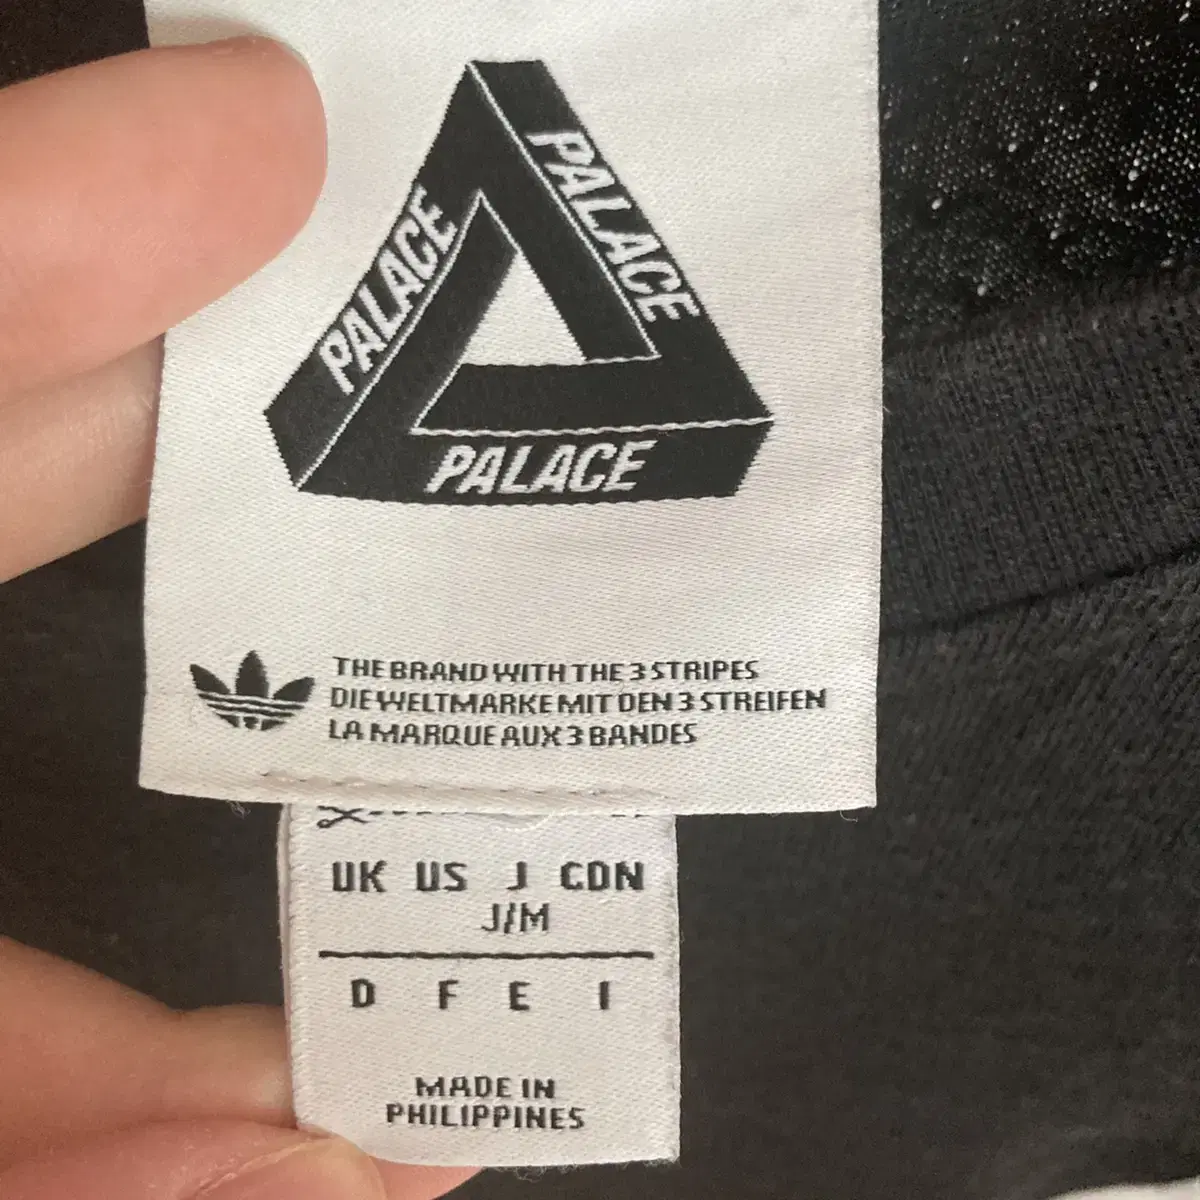 PALACE
PALACE
PALACE
THE BRAND WITH THE 3 STRIPES
DIE WELTMARKE MIT DEN 3 STREIFEN
LA MARQUE AUX 3 BANDES
UK US J CDN
J/M
D F E I
MADE IN
PHILIPPINES